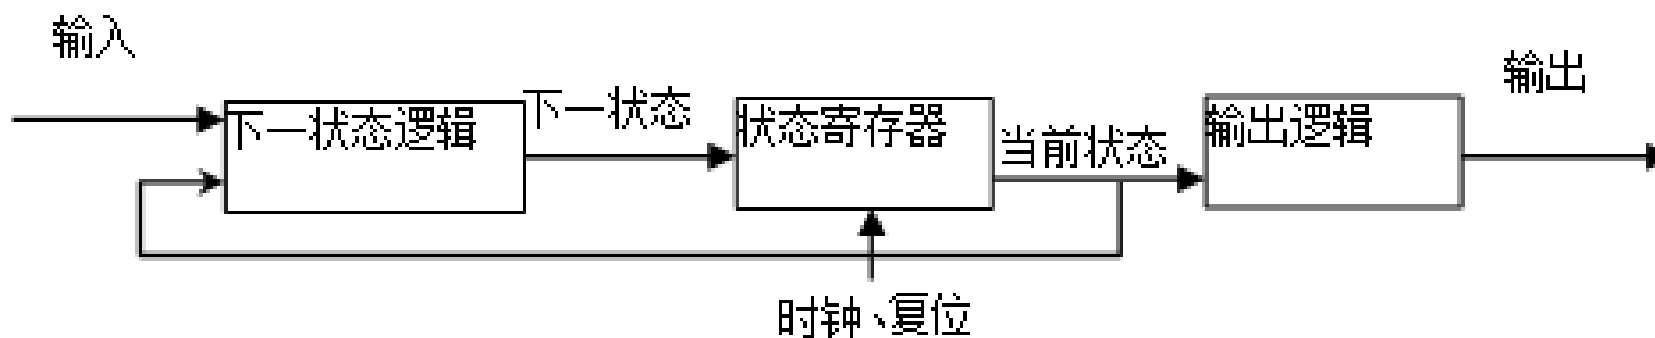 输入
下一状态逻辑
下一状态
状态寄存器
当前状态
输出逻辑
输出
时钟、复位